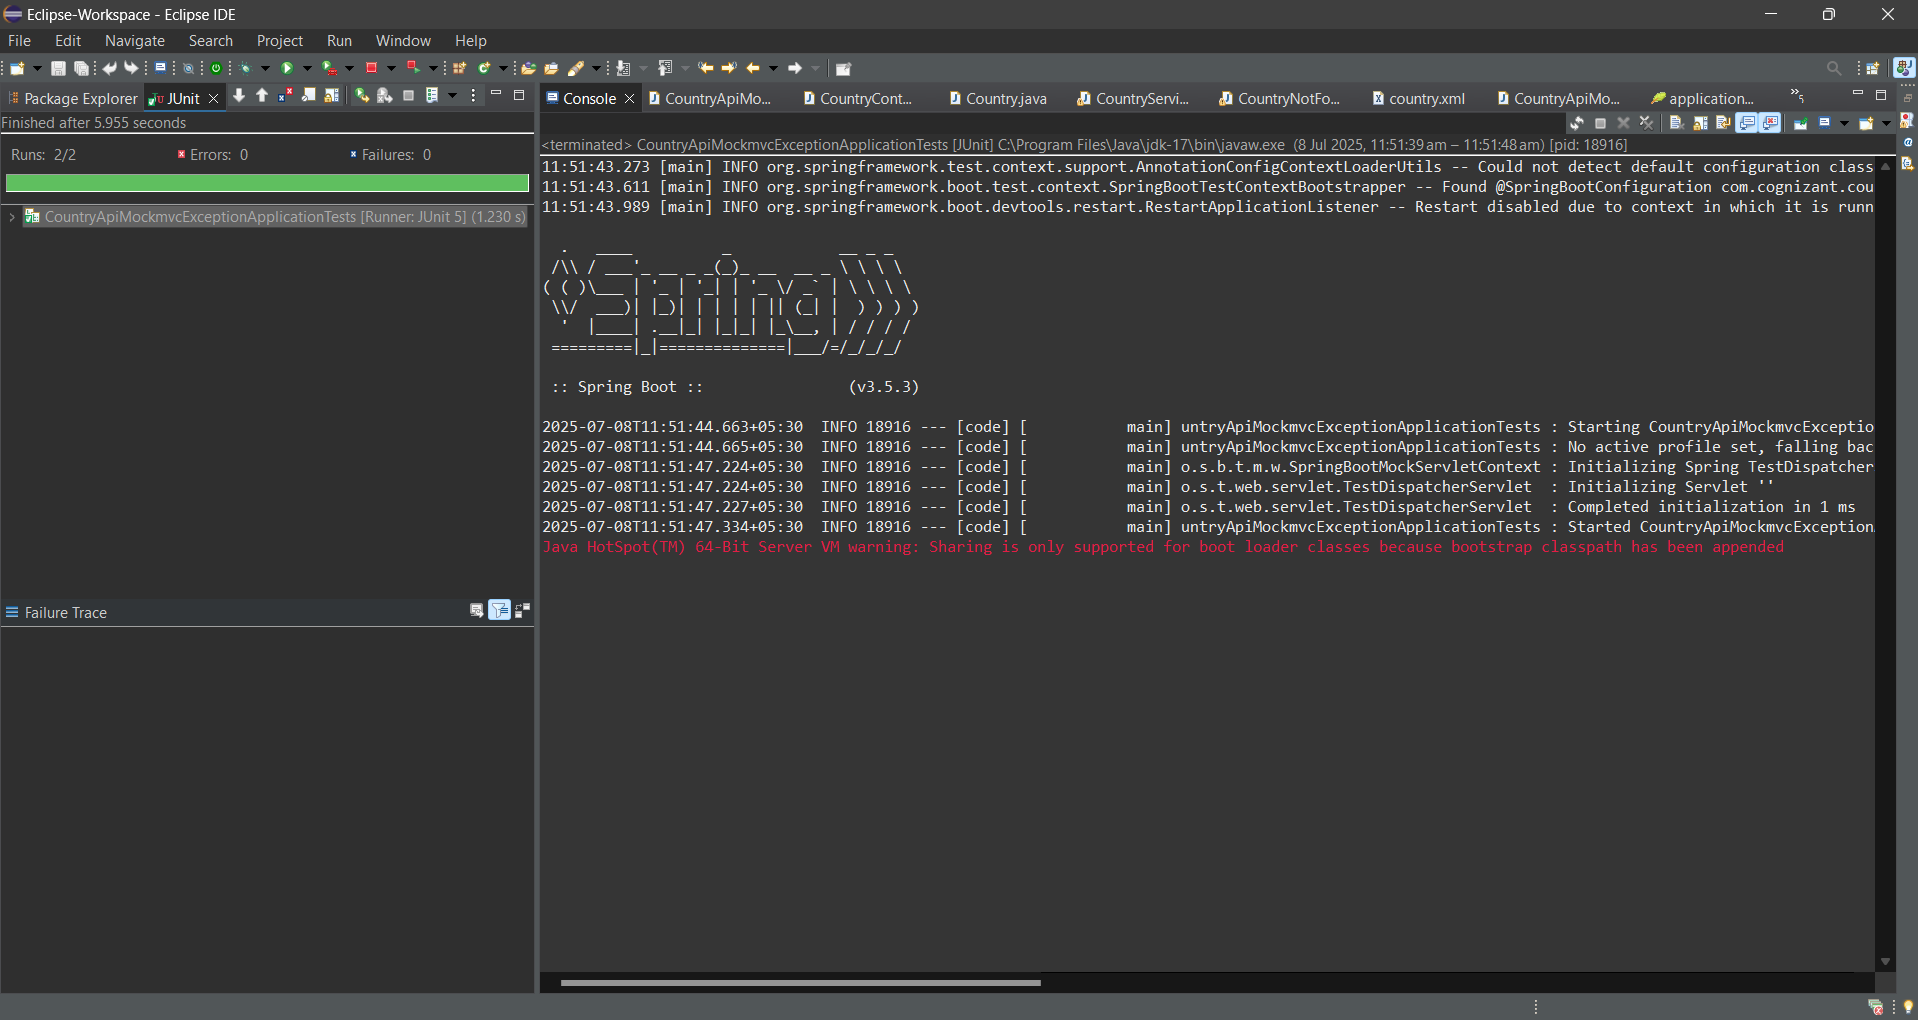 Eclipse-Workspace - Eclipse IDE
File Edit Navigate Search Project Run Window Help
Package Explorer JUnit
Console CountryApiMo... CountryCont... Country.java CountryServi... CountryNotFo... country.xml CountryApiMo... application... »5
Finished after 5.955 seconds
Runs: 2/2 Errors: 0 Failures: 0
CountryApiMockmvcExceptionApplicationTests [Runner: JUnit 5] (1.230 s)
Failure Trace
<terminated> CountryApiMockmvcExceptionApplicationTests [JUnit] C:\Program Files\Java\jdk-17\bin\javaw.exe (8 Jul 2025, 11:51:39 am – 11:51:48 am) [pid: 18916]
11:51:43.273 [main] INFO org.springframework.test.context.support.AnnotationConfigContextLoaderUtils -- Could not detect default configuration class
11:51:43.611 [main] INFO org.springframework.boot.test.context.SpringBootTestContextBootstrapper -- Found @SpringBootConfiguration com.cognizant.cou
11:51:43.989 [main] INFO org.springframework.boot.devtools.restart.RestartApplicationListener -- Restart disabled due to context in which it is runn
Spring
:: Spring Boot :: (v3.5.3)
2025-07-08T11:51:44.663+05:30 INFO 18916 --- [code] [ main] untryApiMockmvcExceptionApplicationTests : Starting CountryApiMockmvcExceptio
2025-07-08T11:51:44.665+05:30 INFO 18916 --- [code] [ main] untryApiMockmvcExceptionApplicationTests : No active profile set, falling bac
2025-07-08T11:51:47.224+05:30 INFO 18916 --- [code] [ main] o.s.b.t.m.w.SpringBootMockServletContext : Initializing Spring TestDispatcher
2025-07-08T11:51:47.224+05:30 INFO 18916 --- [code] [ main] o.s.t.web.servlet.TestDispatcherServlet : Initializing Servlet ''
2025-07-08T11:51:47.227+05:30 INFO 18916 --- [code] [ main] o.s.t.web.servlet.TestDispatcherServlet : Completed initialization in 1 ms
2025-07-08T11:51:47.334+05:30 INFO 18916 --- [code] [ main] untryApiMockmvcExceptionApplicationTests : Started CountryApiMockmvcException
Java HotSpot(TM) 64-Bit Server VM warning: Sharing is only supported for boot loader classes because bootstrap classpath has been appended